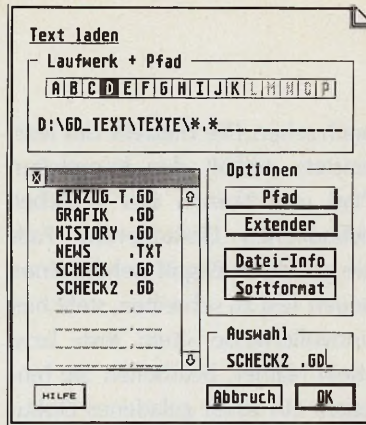 Text laden
Laufwerk + Pfad
A B C D E F G H I J K L M N O P
D:\GD_TEXT\TEXTE\*.*
EINZUG_T.GD
GRAFIK .GD
HISTORY .GD
NEWS .TXT
SCHECK .GD
SCHECK2 .GD
Optionen
Pfad
Extender
Datei-Info
Softformat
Auswahl
SCHECK2 .GD
HILFE
Abbruch
OK